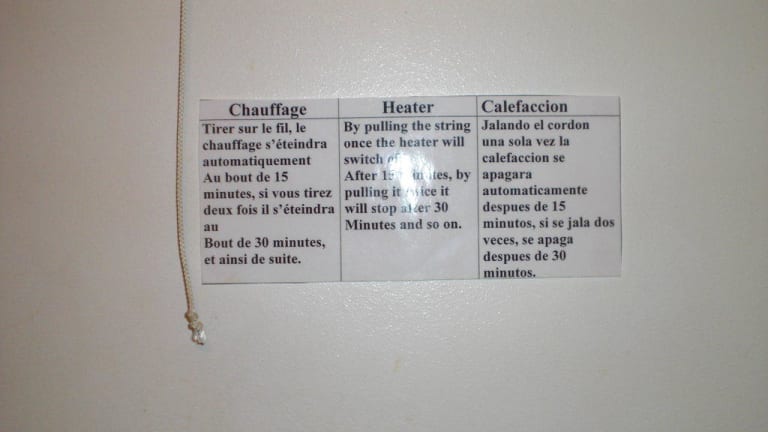 Chauffage
Tirer sur le fil, le
chauffage s'éteindra
automatiquement
Au bout de 15
minutes, si vous tirez
deux fois il s'éteindra
au
Bout de 30 minutes,
et ainsi de suite.
Heater
By pulling the string
once the heater will
switch
After 15 by
pulling it twice it
will stop after 30
Minutes and so on.
Calefaccion
Jalando el cordon
una sola vez la
calefaccion se
apagara
automaticamente
despues de 15
minutos, si se jala dos
veces, se apaga
despues de 30
minutos.